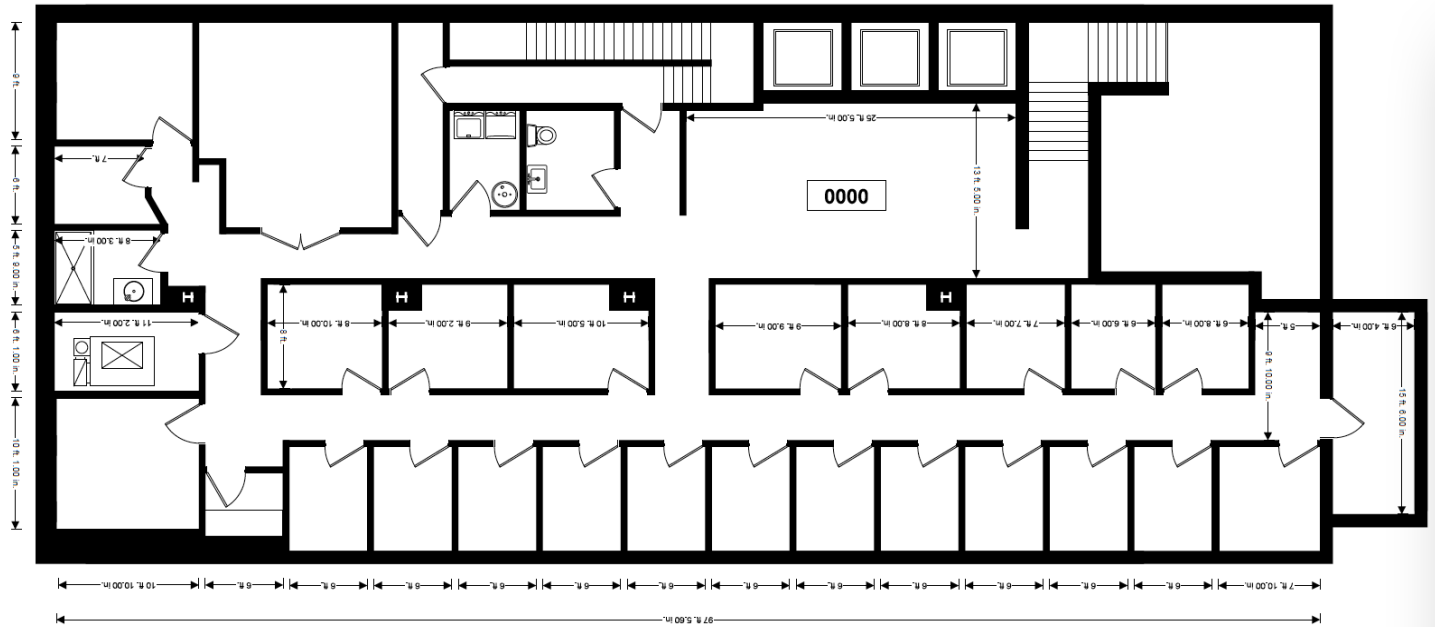 9 ft.
25 ft. 5.00 in.
7 ft.
6 ft.
13 ft. 5.00 in.
0000
8 ft. 3.00 in.
5 ft. 9.00 in.
H
H
H
H
11 ft. 2.00 in.
6 ft. 1.00 in.
8 ft.
8 ft. 10.00 in.
9 ft. 2.00 in.
10 ft. 5.00 in.
9 ft. 9.00 in.
8 ft. 8.00 in.
7 ft. 7.00 in.
6 ft. 6.00 in.
6 ft. 8.00 in.
5 ft.
6 ft. 4.00 in.
9 ft. 10.00 in.
15 ft. 6.00 in.
10 ft. 1.00 in.
10 ft. 10.00 in.
6 ft.
6 ft.
6 ft.
6 ft.
6 ft.
6 ft.
6 ft.
6 ft.
6 ft.
6 ft.
6 ft.
6 ft.
7 ft. 10.00 in.
97 ft. 5.60 in.